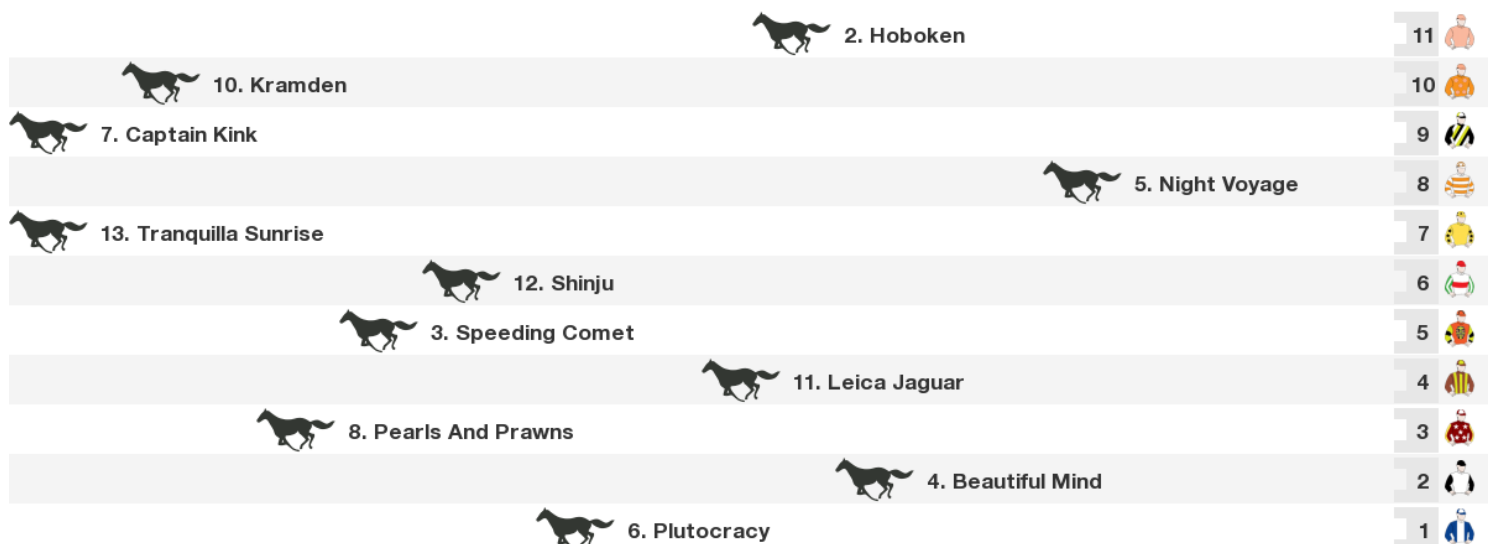 2. Hoboken 11
10. Kramden 10
7. Captain Kink 9
5. Night Voyage 8
13. Tranquilla Sunrise 7
12. Shinju 6
3. Speeding Comet 5
11. Leica Jaguar 4
8. Pearls And Prawns 3
4. Beautiful Mind 2
6. Plutocracy 1